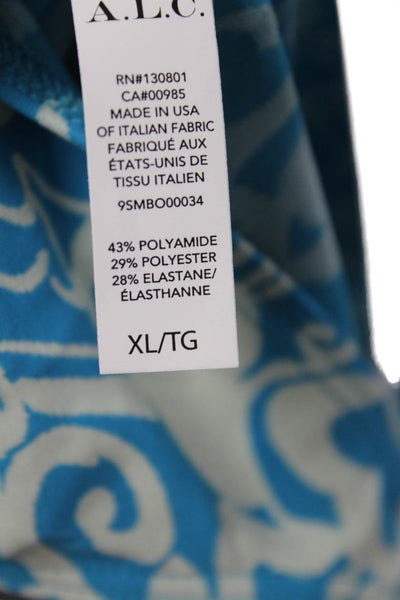 A.L.C.
RN#130801
CA#00985
MADE IN USA
OF ITALIAN FABRIC
FABRIQUÉ AUX
ÉTATS-UNIS DE
TISSU ITALIEN
9SMBO00034
43% POLYAMIDE
29% POLYESTER
28% ELASTANE/
ÉLASTHANNE
XL/TG